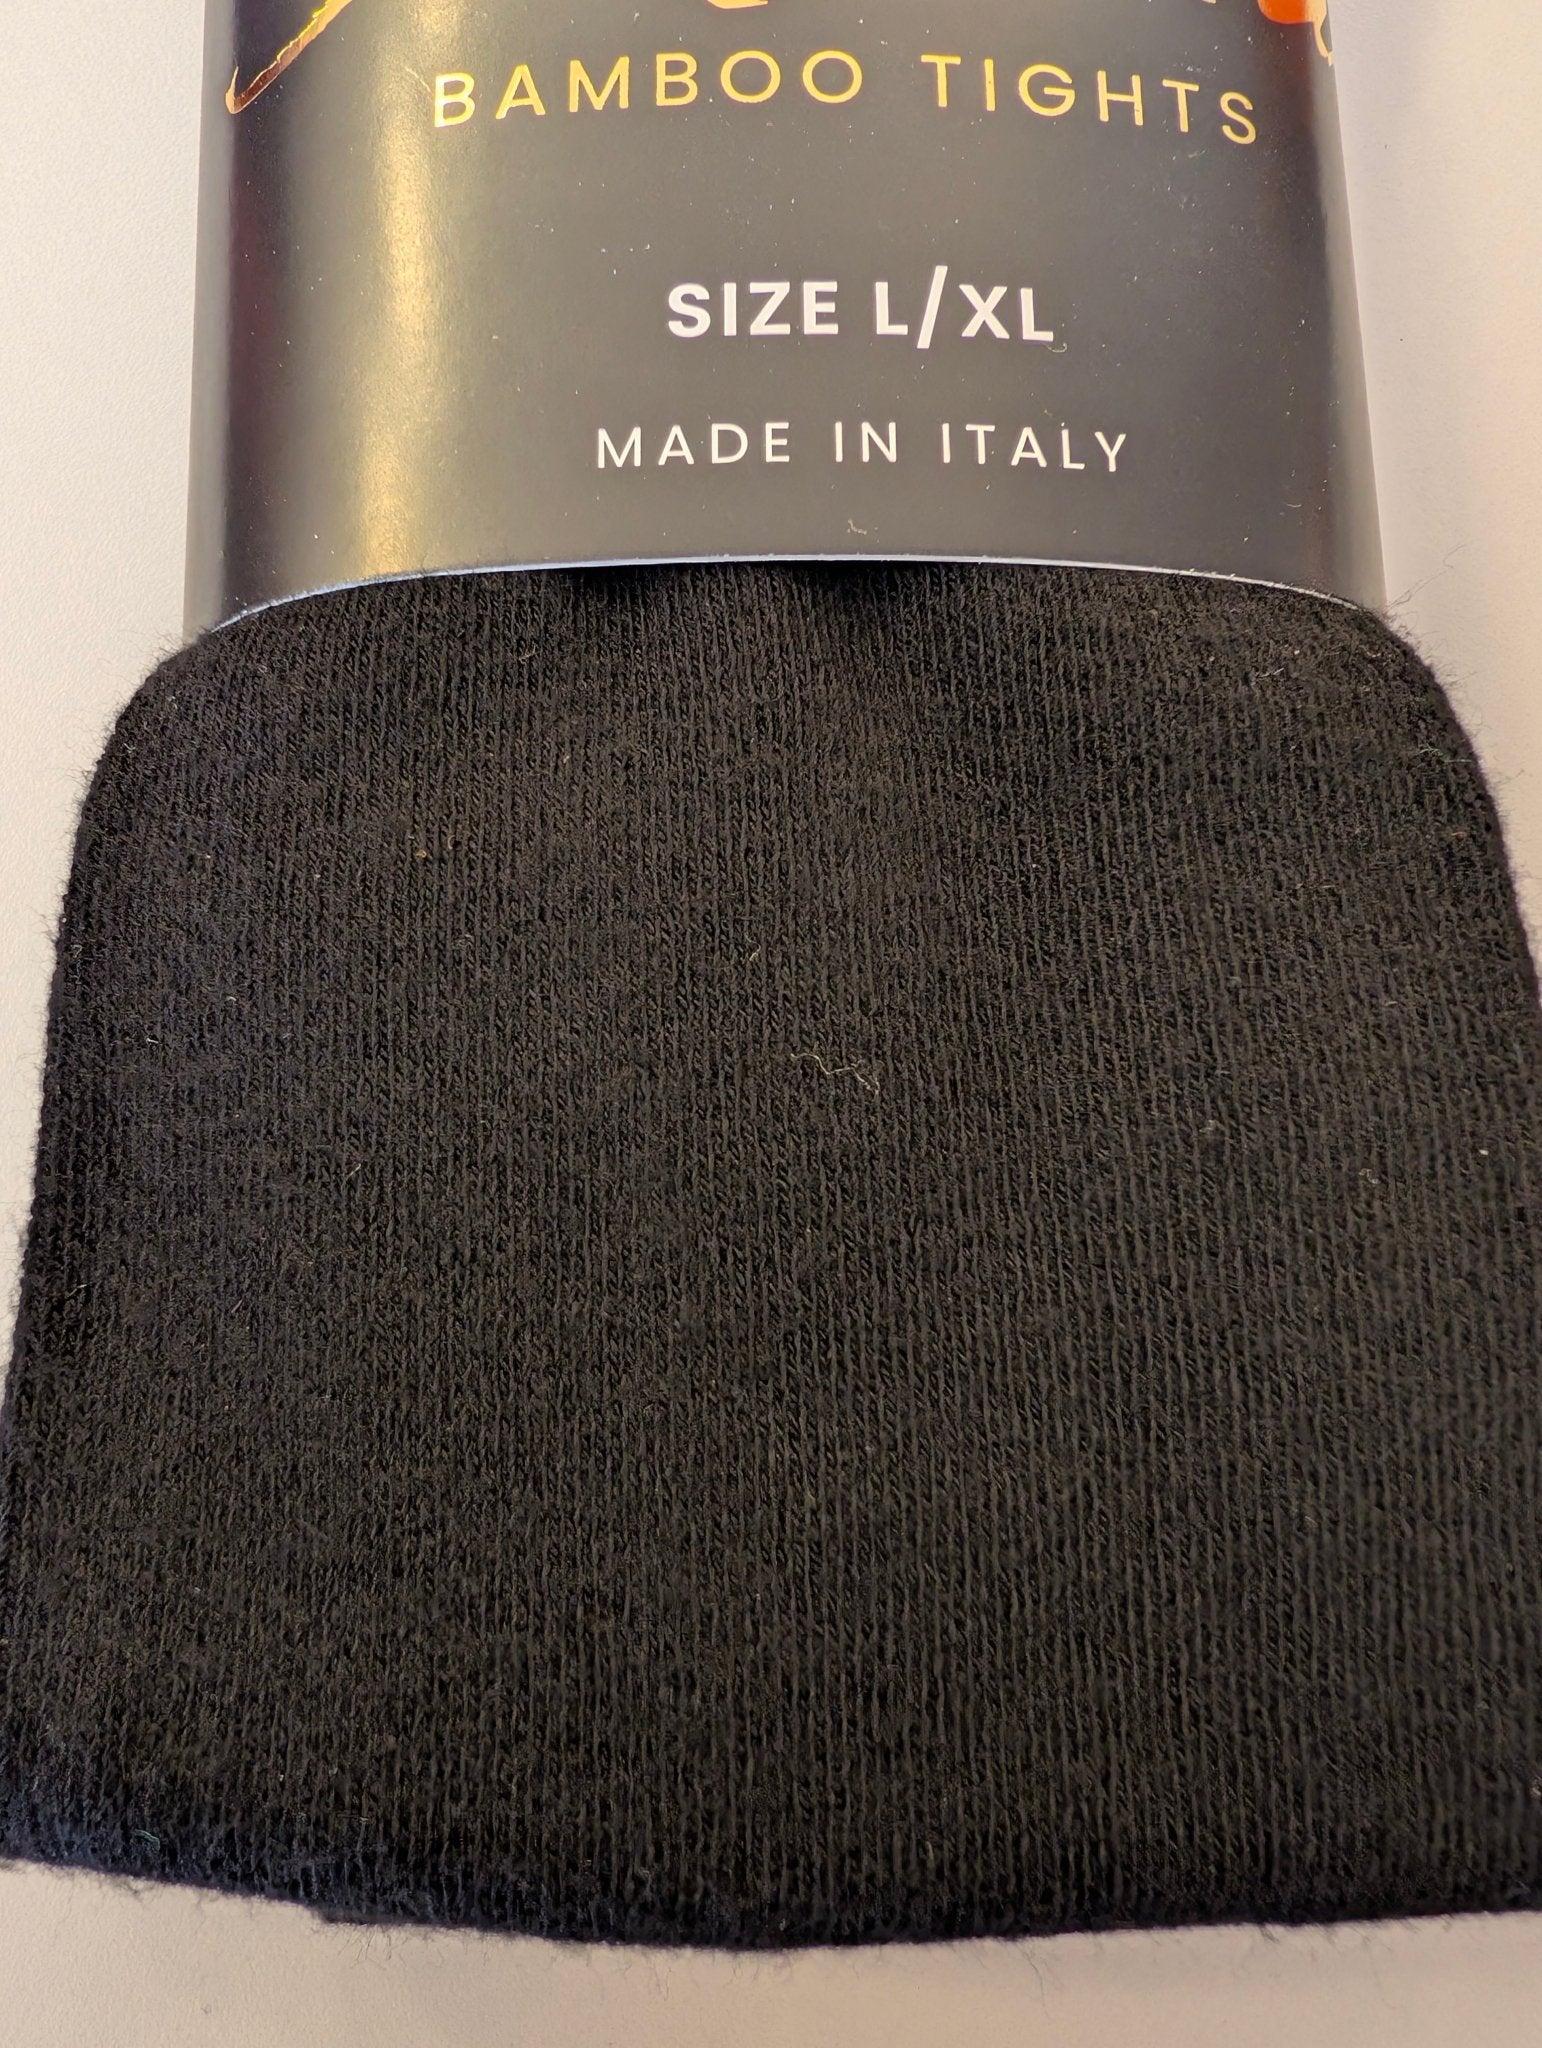 BAMBOO TIGHTS
SIZE L/XL
MADE IN ITALY